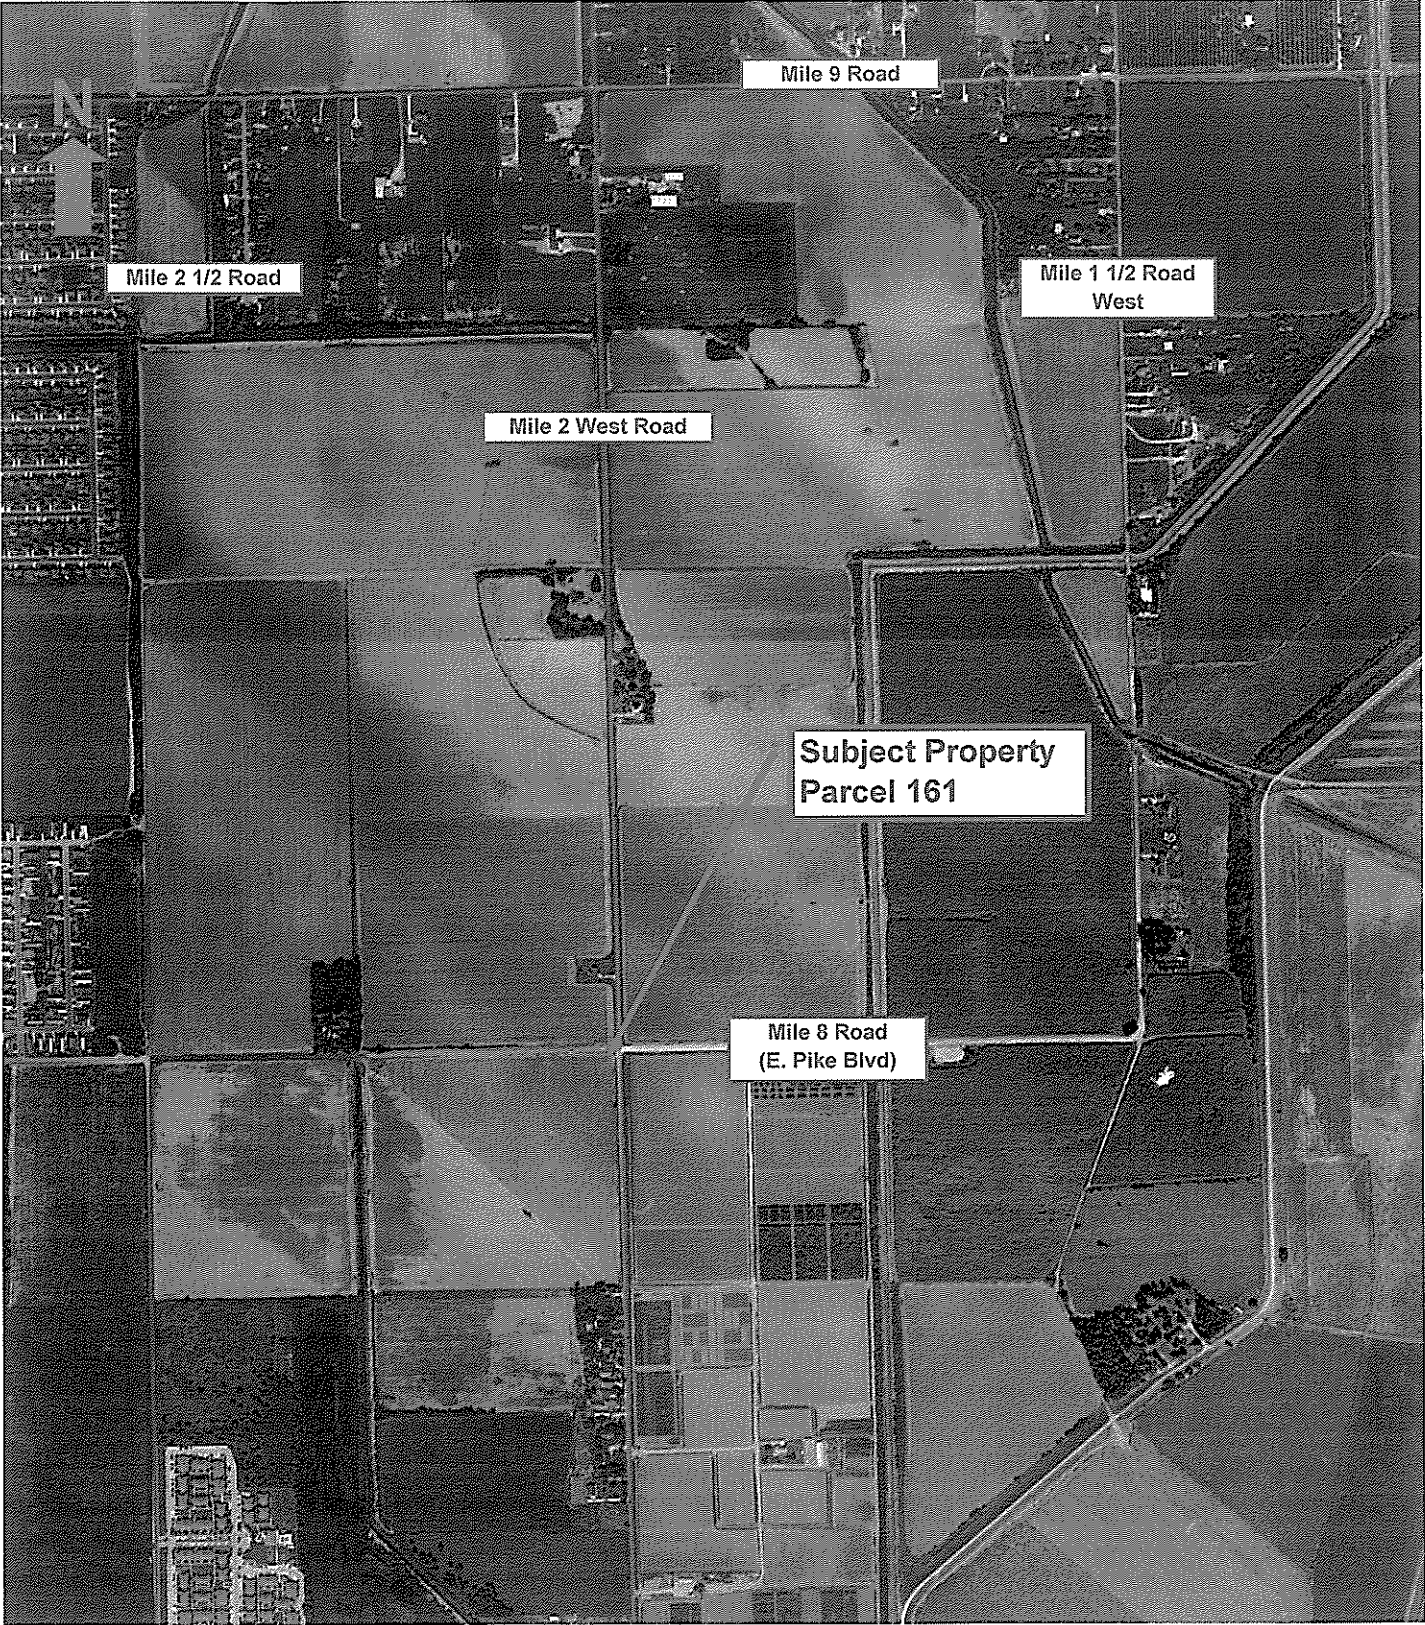 Mile 9 Road
N
Mile 2 1/2 Road
Mile 1 1/2 Road
West
Mile 2 West Road
Subject Property
Parcel 161
Mile 8 Road
(E. Pike Blvd)